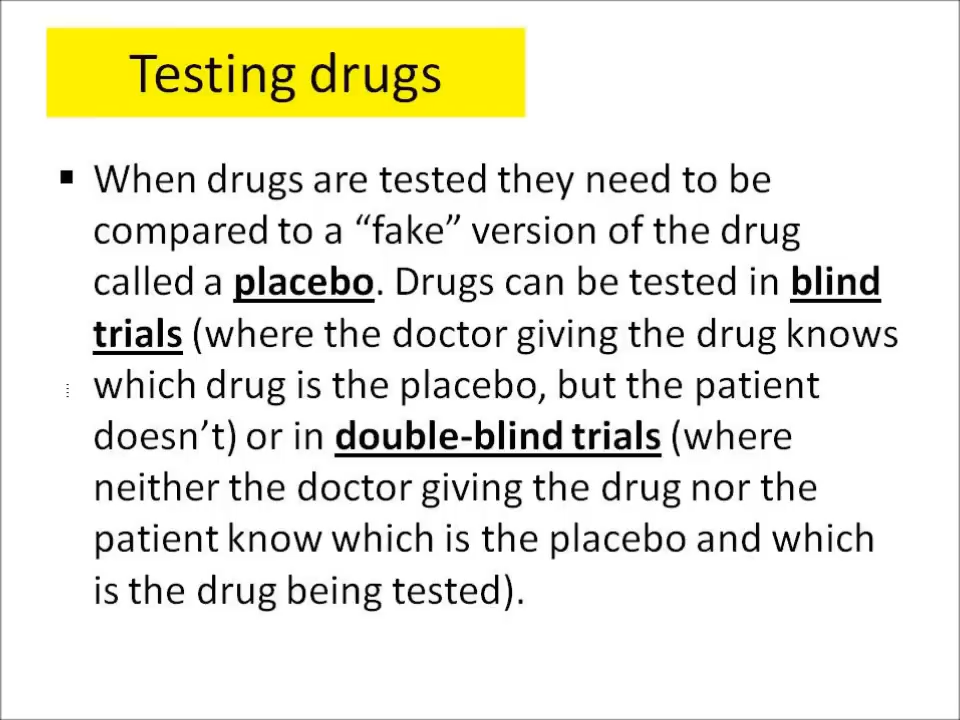 Testing drugs
▪ When drugs are tested they need to be
compared to a “fake” version of the drug
called a placebo. Drugs can be tested in blind
trials (where the doctor giving the drug knows
which drug is the placebo, but the patient
doesn’t) or in double-blind trials (where
neither the doctor giving the drug nor the
patient know which is the placebo and which
is the drug being tested).